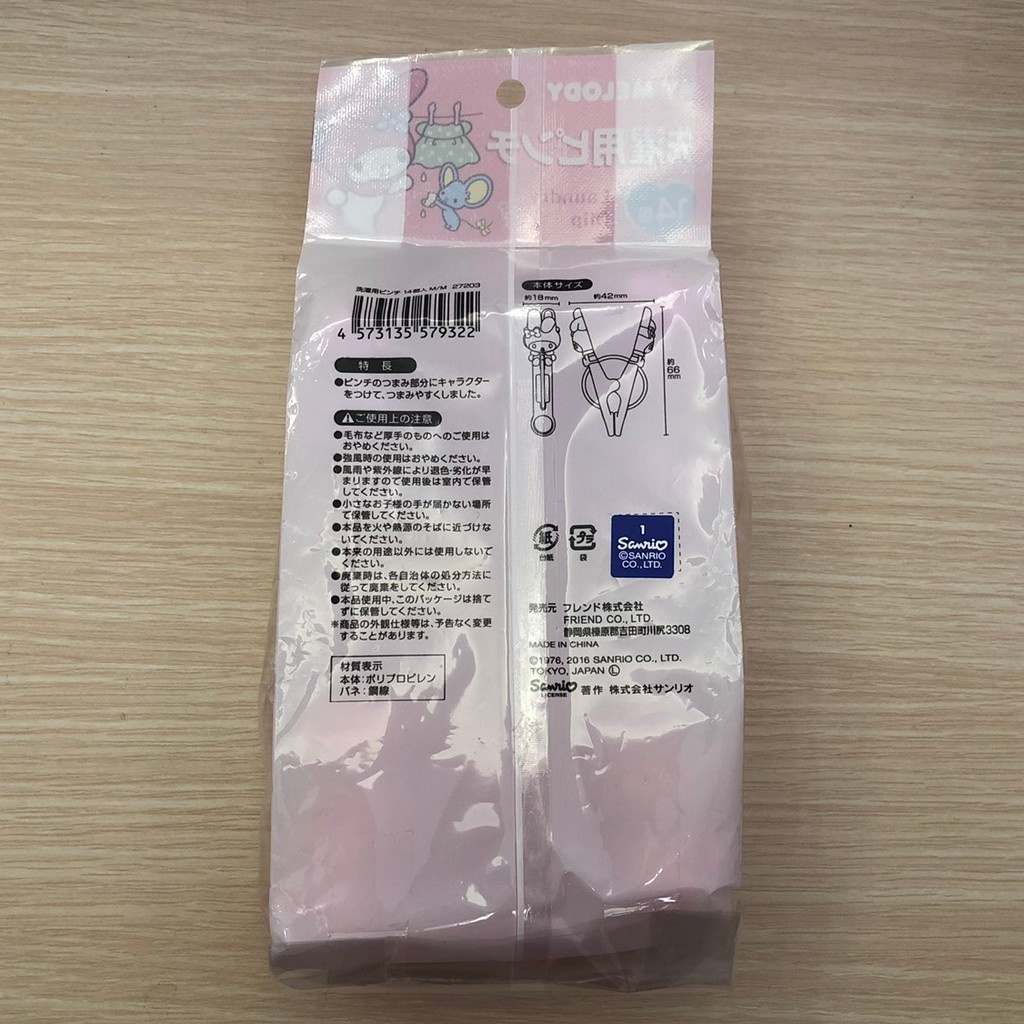 MY MELODY
洗濯用ピンチ
Laundry
Clip
14個
洗濯用ピンチ 14個入 M/M 27203
4 573135 579322
特長
●ピンチのつまみ部分にキャラクター
をつけて、つまみやすくしました。
⚠ご使用上の注意
●毛布など厚手のものへのご使用は
おやめください。
●強風時の使用はおやめください。
●風雨や紫外線により退色・劣化が早
まりますので使用後は室内で保管
してください。
●小さなお子様の手が届かない場所
で保管してください。
●本品を火や熱源のそばに近づけな
いでください。
●本来の用途以外には使用しないで
ください。
●廃棄時は、各自治体の処分方法に
従って廃棄をしてください。
●本品使用中、このパッケージは捨て
ずに保管してください。
※商品の外観仕様等は、予告なく変更
することがあります。
材質表示
本体：ポリプロピレン
バネ：鋼線
本体サイズ
約18mm
約42mm
約
66
mm
紙
台紙
プラ
袋
1
Sanrio
©SANRIO
CO., LTD.
発売元 フレンド株式会社
FRIEND CO., LTD.
静岡県榛原郡吉田町川尻3308
MADE IN CHINA
©1976, 2016 SANRIO CO., LTD.
TOKYO, JAPAN Ⓛ
Sanrio LICENSE 著作 株式会社サンリオ